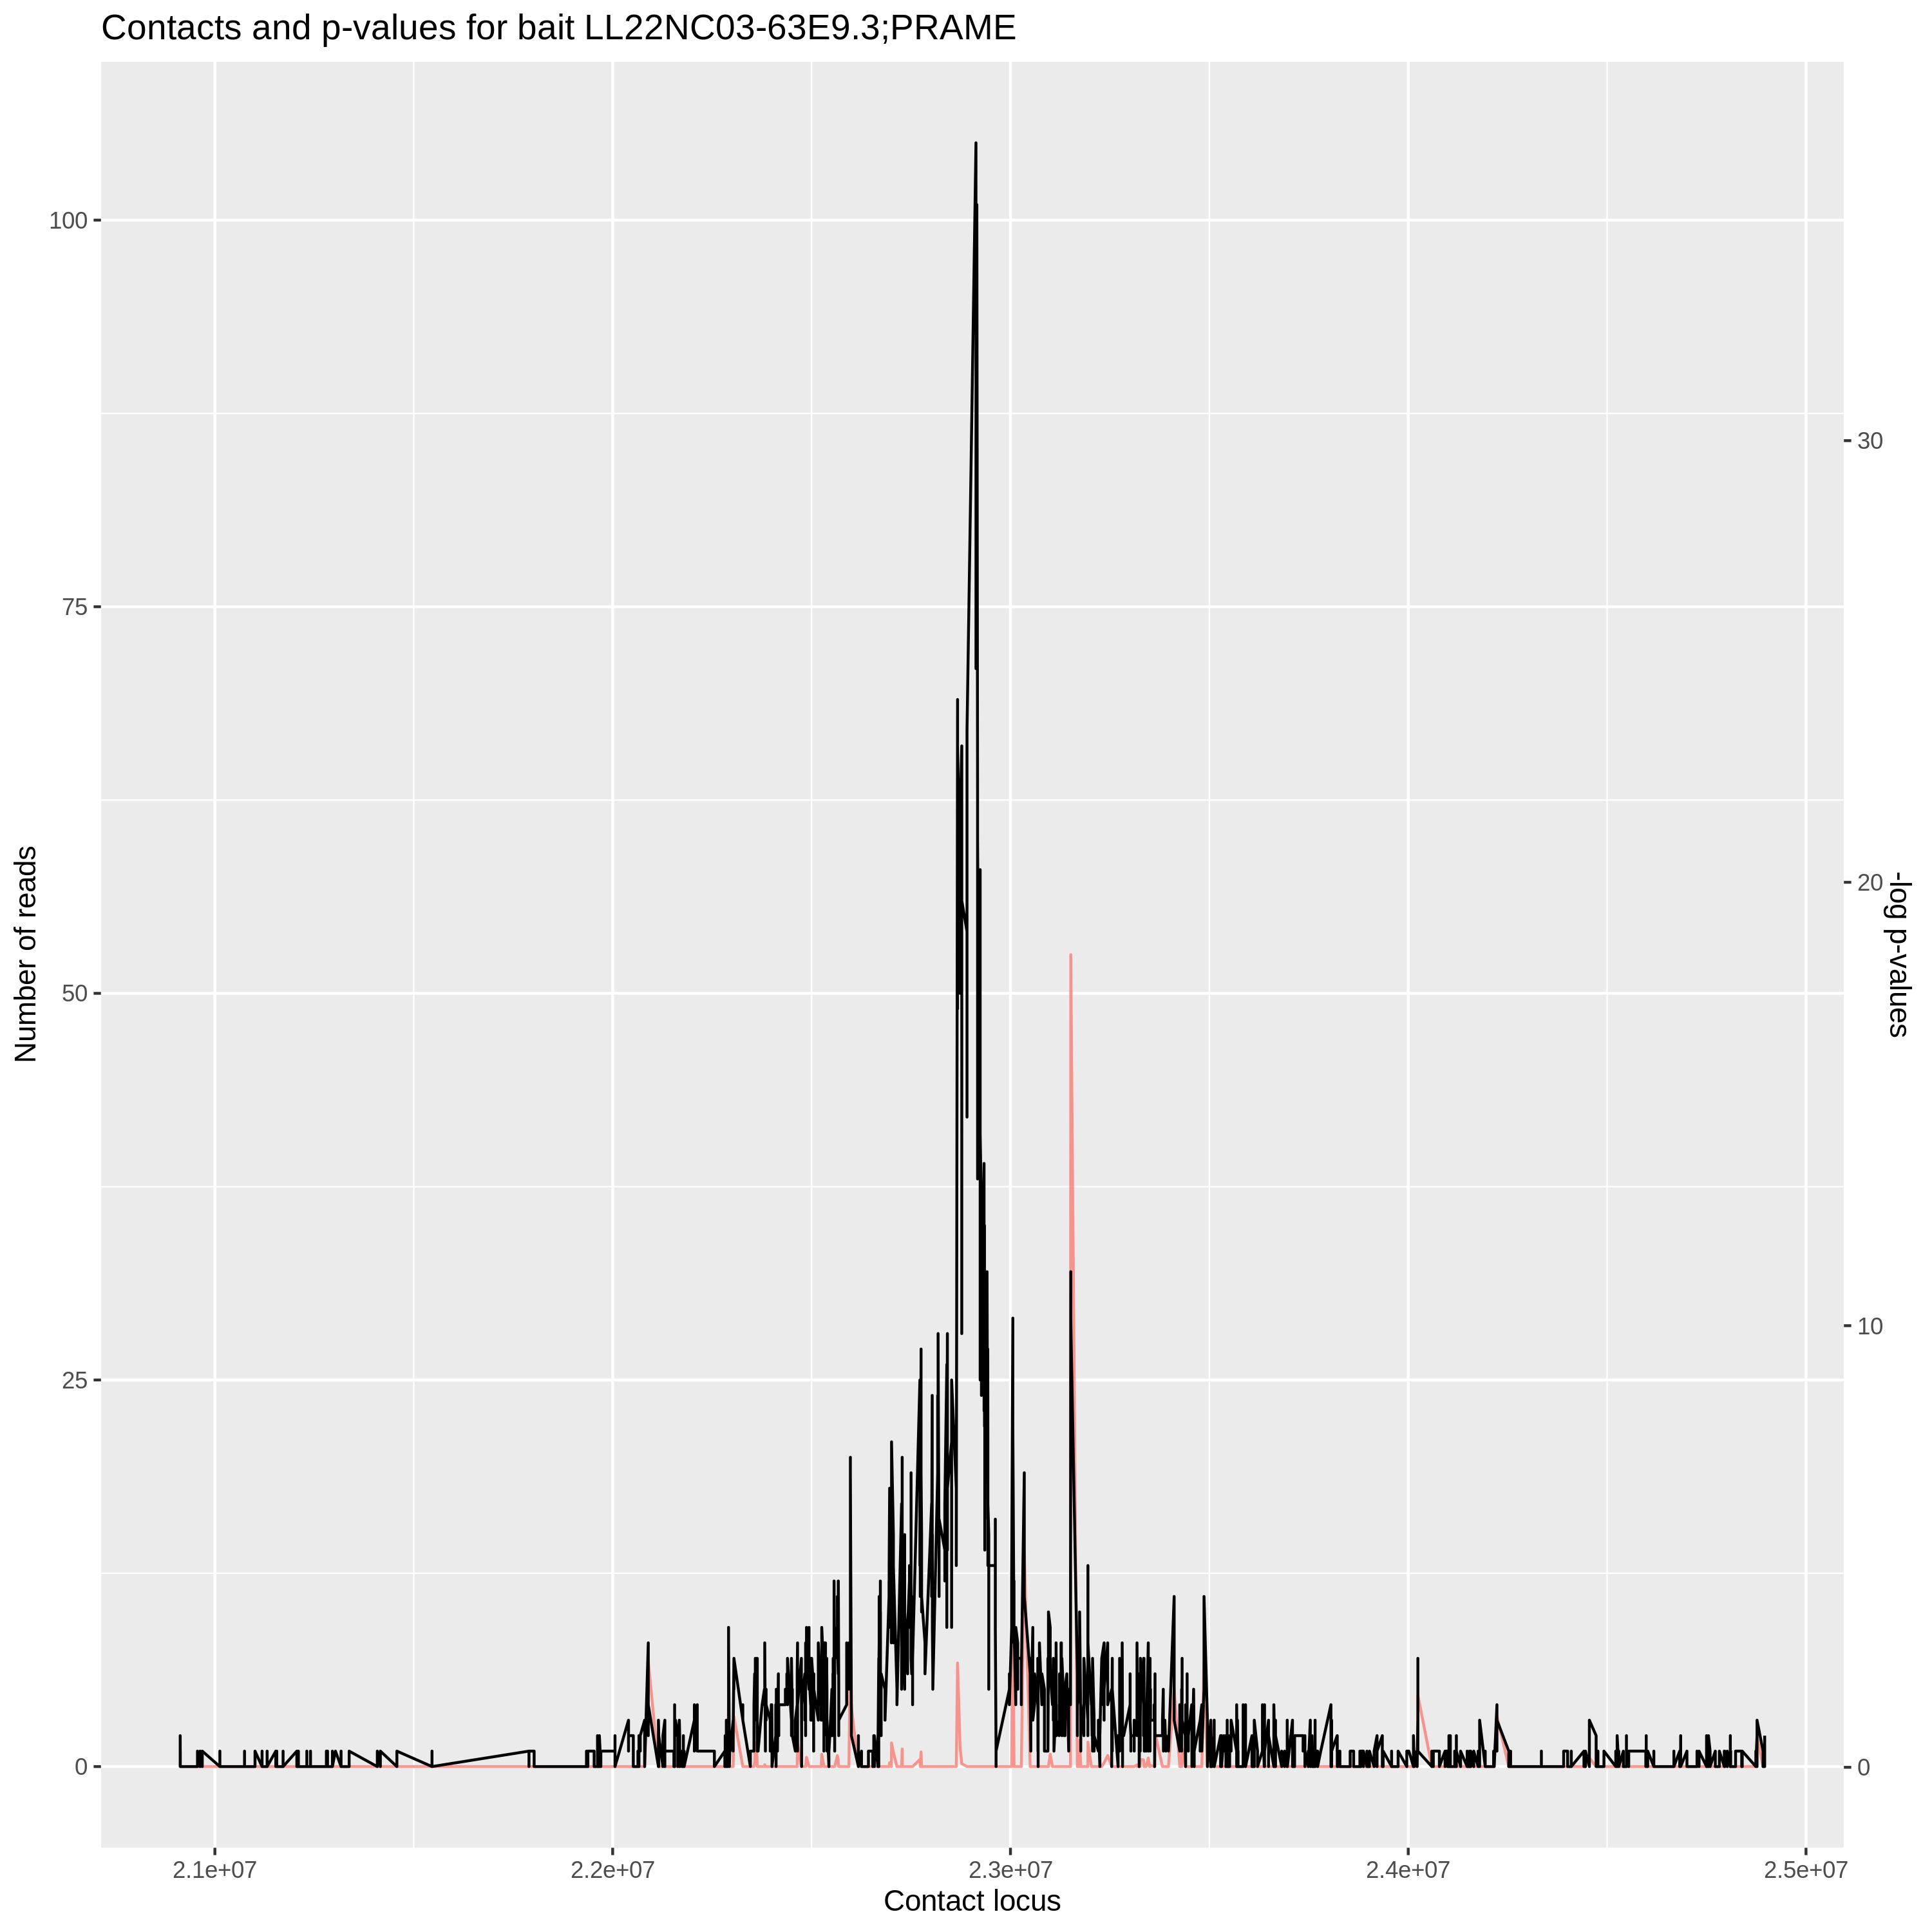 Contacts and p-values for bait LL22NC03-63E9.3;PRAME
Number of reads
100
75
50
25
0
30
20
10
0
-log p-values
2.1e+07
2.2e+07
2.3e+07
2.4e+07
2.5e+07
Contact locus